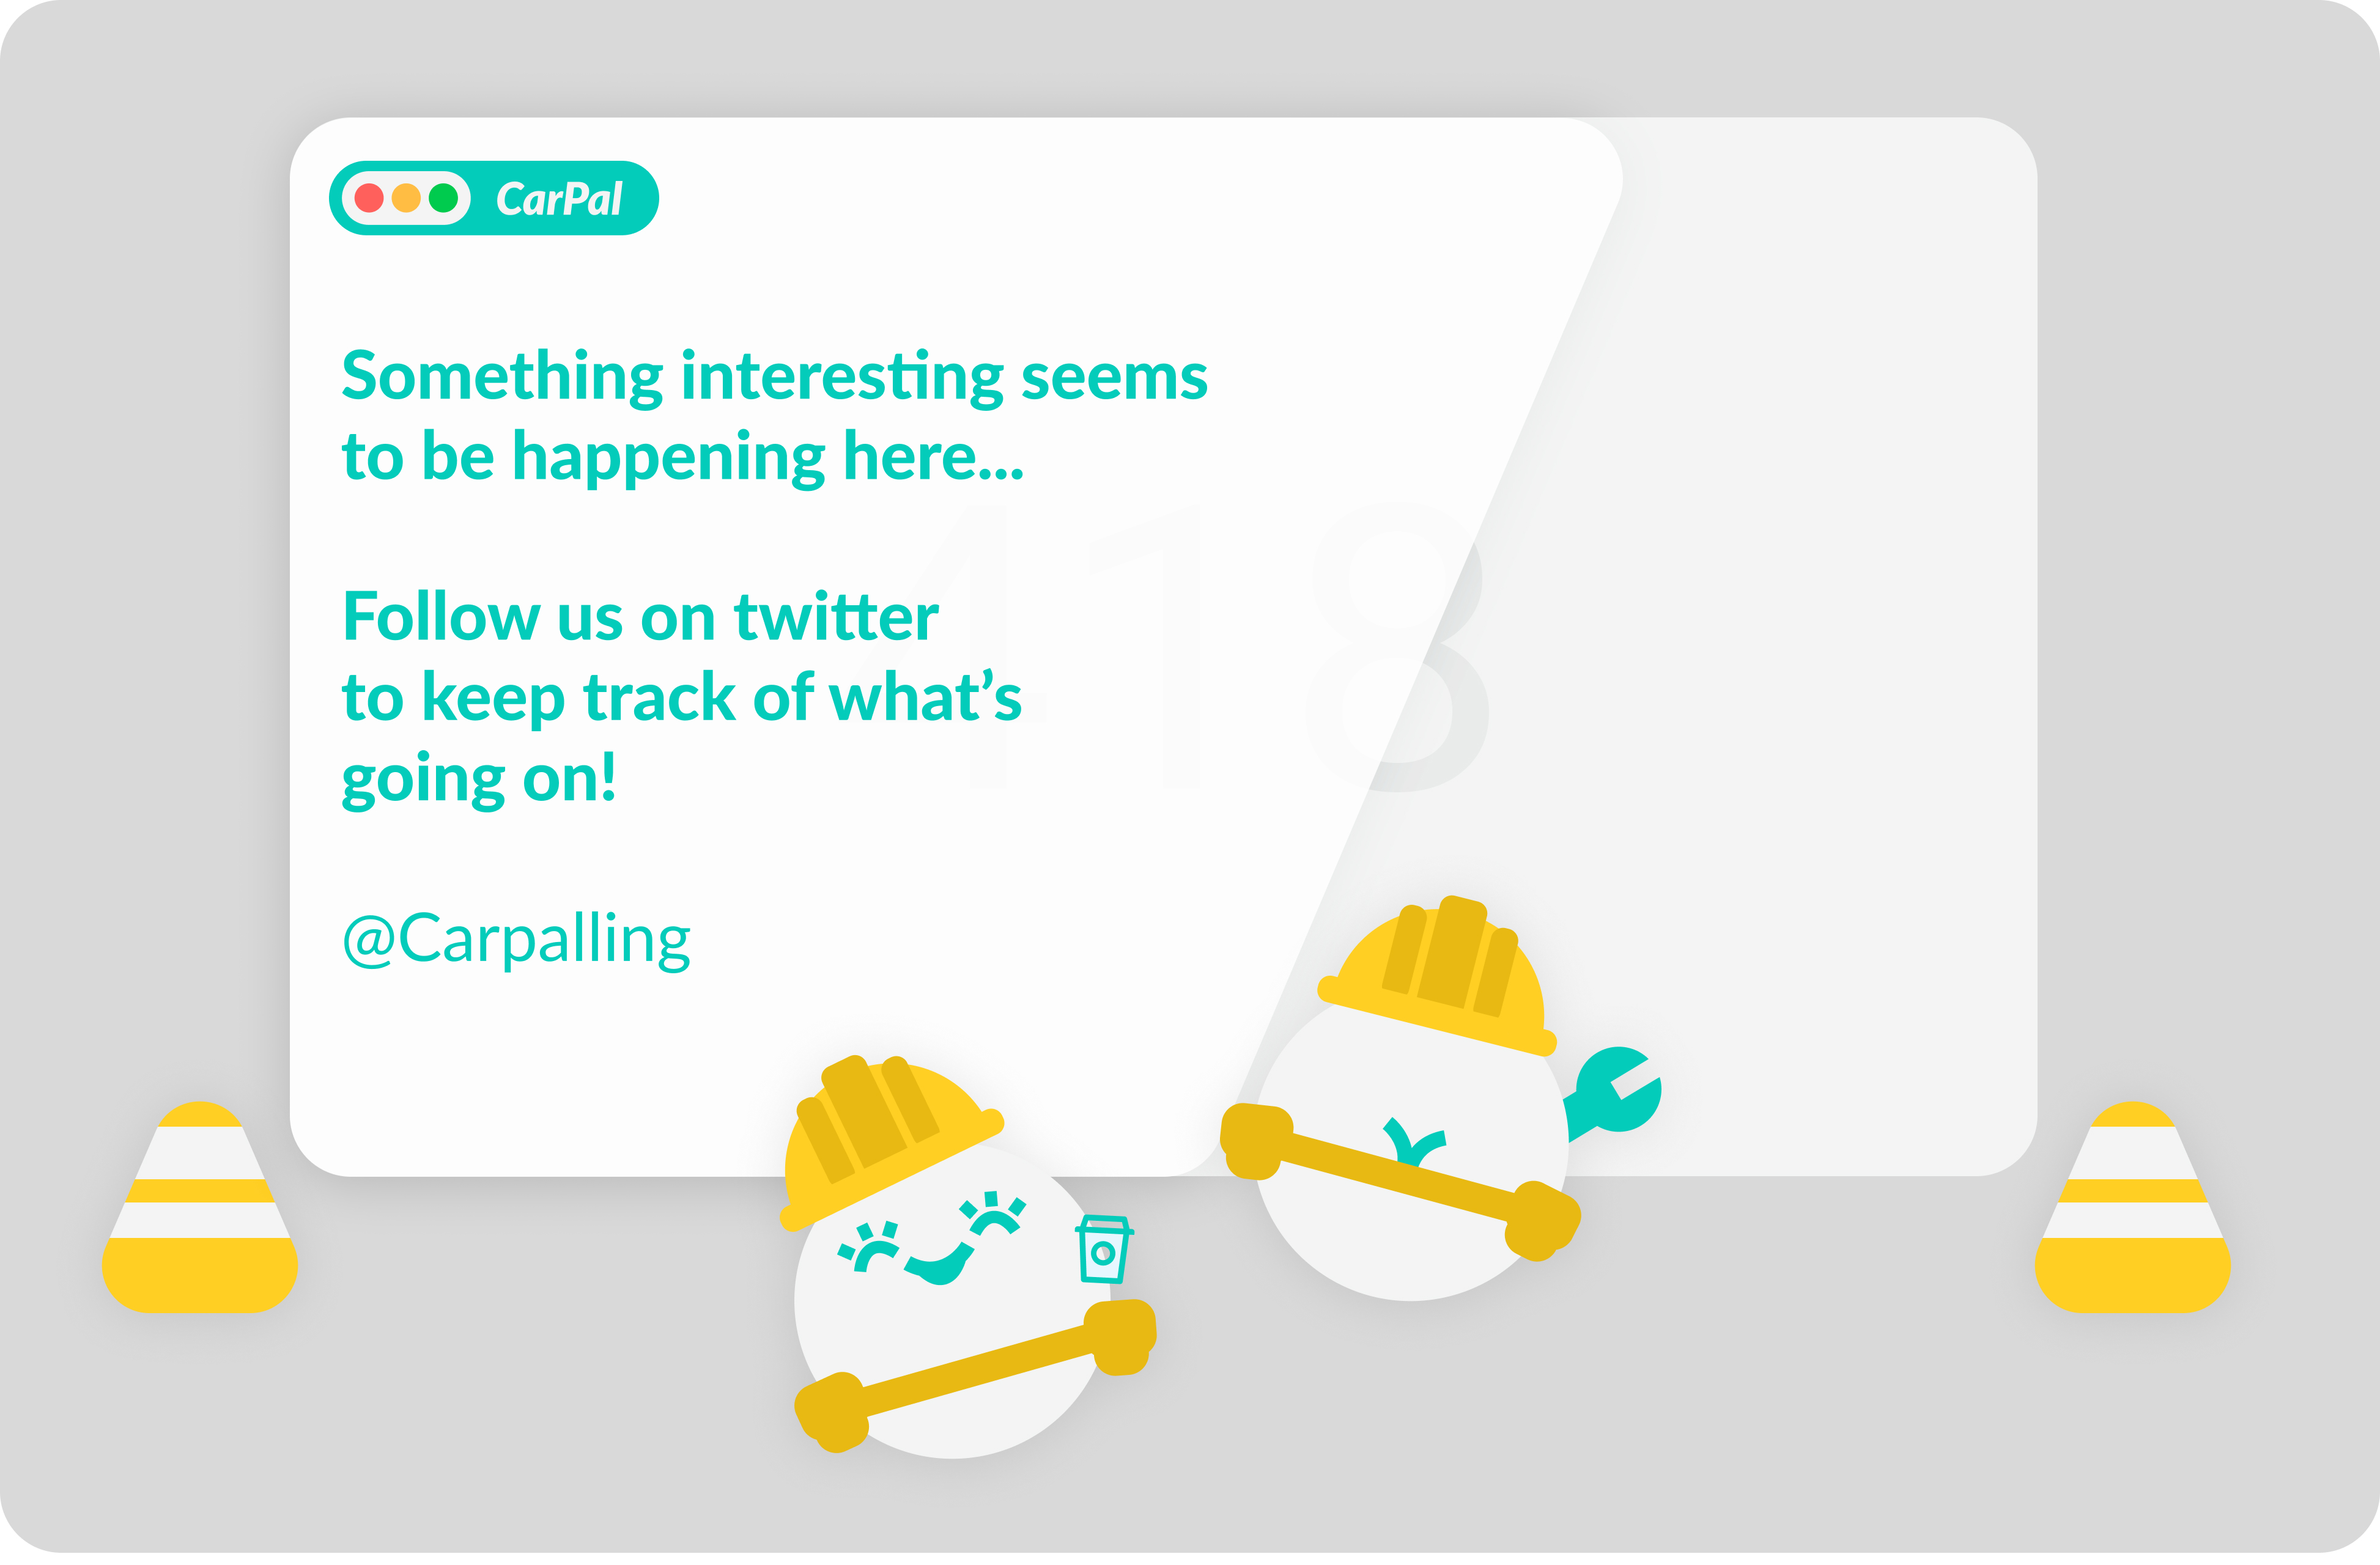 CarPal
Something interesting seems
to be happening here...
418
Follow us on twitter
to keep track of what's
going on!
@Carpalling